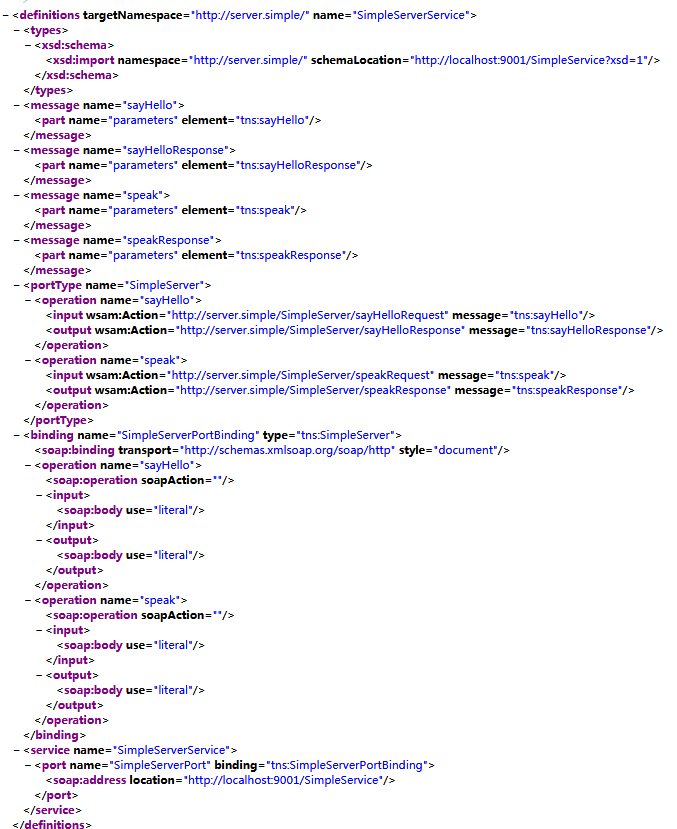 − <definitions targetNamespace="http://server.simple/" name="SimpleServerService">
− <types>
− <xsd:schema>
<xsd:import namespace="http://server.simple/" schemaLocation="http://localhost:9001/SimpleService?xsd=1"/>
</xsd:schema>
</types>
− <message name="sayHello">
<part name="parameters" element="tns:sayHello"/>
</message>
− <message name="sayHelloResponse">
<part name="parameters" element="tns:sayHelloResponse"/>
</message>
− <message name="speak">
<part name="parameters" element="tns:speak"/>
</message>
− <message name="speakResponse">
<part name="parameters" element="tns:speakResponse"/>
</message>
− <portType name="SimpleServer">
− <operation name="sayHello">
<input wsam:Action="http://server.simple/SimpleServer/sayHelloRequest" message="tns:sayHello"/>
<output wsam:Action="http://server.simple/SimpleServer/sayHelloResponse" message="tns:sayHelloResponse"/>
</operation>
− <operation name="speak">
<input wsam:Action="http://server.simple/SimpleServer/speakRequest" message="tns:speak"/>
<output wsam:Action="http://server.simple/SimpleServer/speakResponse" message="tns:speakResponse"/>
</operation>
</portType>
− <binding name="SimpleServerPortBinding" type="tns:SimpleServer">
<soap:binding transport="http://schemas.xmlsoap.org/soap/http" style="document"/>
− <operation name="sayHello">
<soap:operation soapAction=""/>
− <input>
<soap:body use="literal"/>
</input>
− <output>
<soap:body use="literal"/>
</output>
</operation>
− <operation name="speak">
<soap:operation soapAction=""/>
− <input>
<soap:body use="literal"/>
</input>
− <output>
<soap:body use="literal"/>
</output>
</operation>
</binding>
− <service name="SimpleServerService">
− <port name="SimpleServerPort" binding="tns:SimpleServerPortBinding">
<soap:address location="http://localhost:9001/SimpleService"/>
</port>
</service>
</definitions>